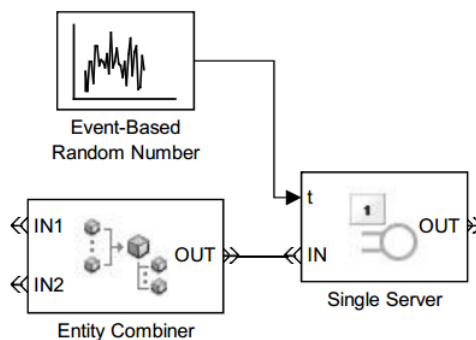 Event-Based
Random Number
t
1
OUT
IN
Single Server
IN1
OUT
IN2
Entity Combiner